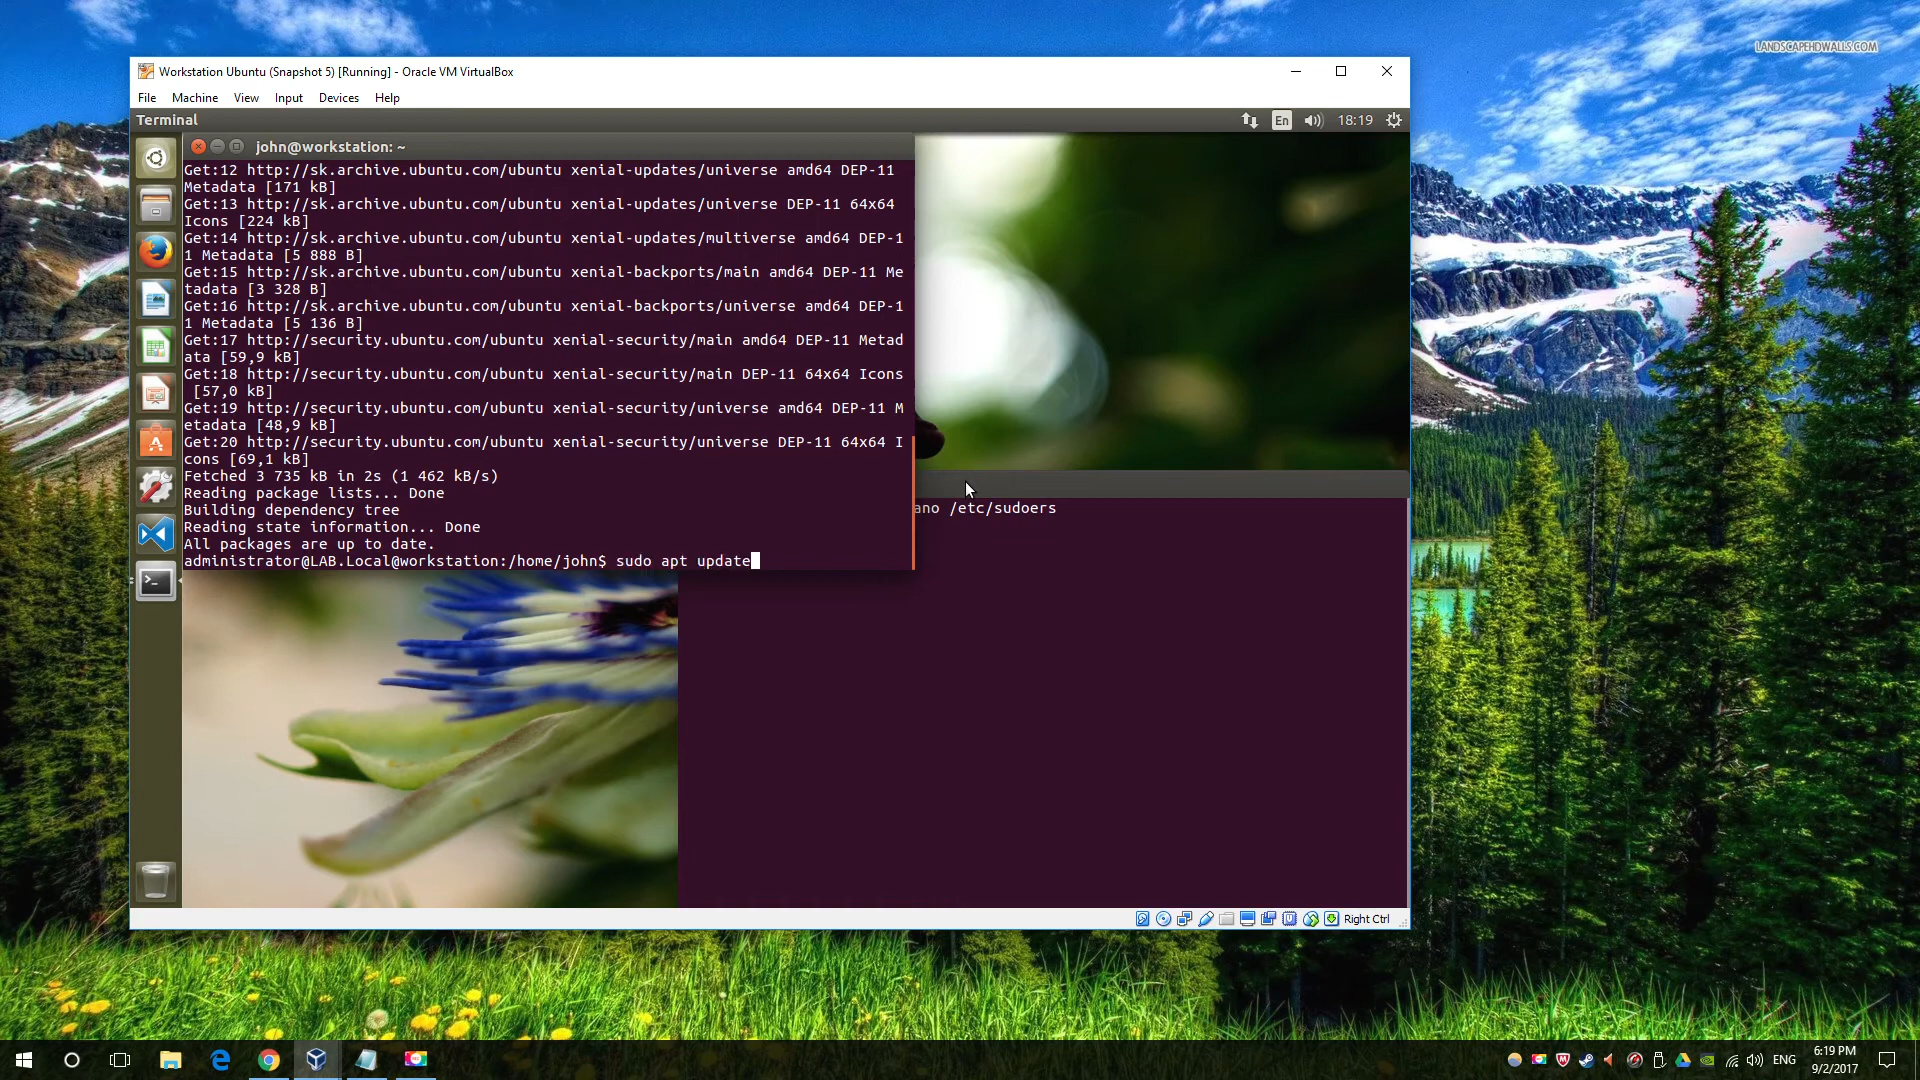 LANDSCAPEHDWALLS.COM
Workstation Ubuntu (Snapshot 5) [Running] - Oracle VM VirtualBox
File Machine View Input Devices Help
Terminal
En 18:19
john@workstation: ~
Get:12 http://sk.archive.ubuntu.com/ubuntu xenial-updates/universe amd64 DEP-11
Metadata [171 kB]
Get:13 http://sk.archive.ubuntu.com/ubuntu xenial-updates/universe DEP-11 64x64
Icons [224 kB]
Get:14 http://sk.archive.ubuntu.com/ubuntu xenial-updates/multiverse amd64 DEP-1
1 Metadata [5 888 B]
Get:15 http://sk.archive.ubuntu.com/ubuntu xenial-backports/main amd64 DEP-11 Me
tadata [3 328 B]
Get:16 http://sk.archive.ubuntu.com/ubuntu xenial-backports/universe amd64 DEP-1
1 Metadata [5 136 B]
Get:17 http://security.ubuntu.com/ubuntu xenial-security/main amd64 DEP-11 Metad
ata [59,9 kB]
Get:18 http://security.ubuntu.com/ubuntu xenial-security/main DEP-11 64x64 Icons
[57,0 kB]
Get:19 http://security.ubuntu.com/ubuntu xenial-security/universe amd64 DEP-11 M
etadata [48,9 kB]
Get:20 http://security.ubuntu.com/ubuntu xenial-security/universe DEP-11 64x64 I
cons [69,1 kB]
Fetched 3 735 kB in 2s (1 462 kB/s)
Reading package lists... Done
Building dependency tree
Reading state information... Done
All packages are up to date.
administrator@LAB.Local@workstation:/home/john$ sudo apt update
ano /etc/sudoers
Right Ctrl
ENG
6:19 PM
9/2/2017